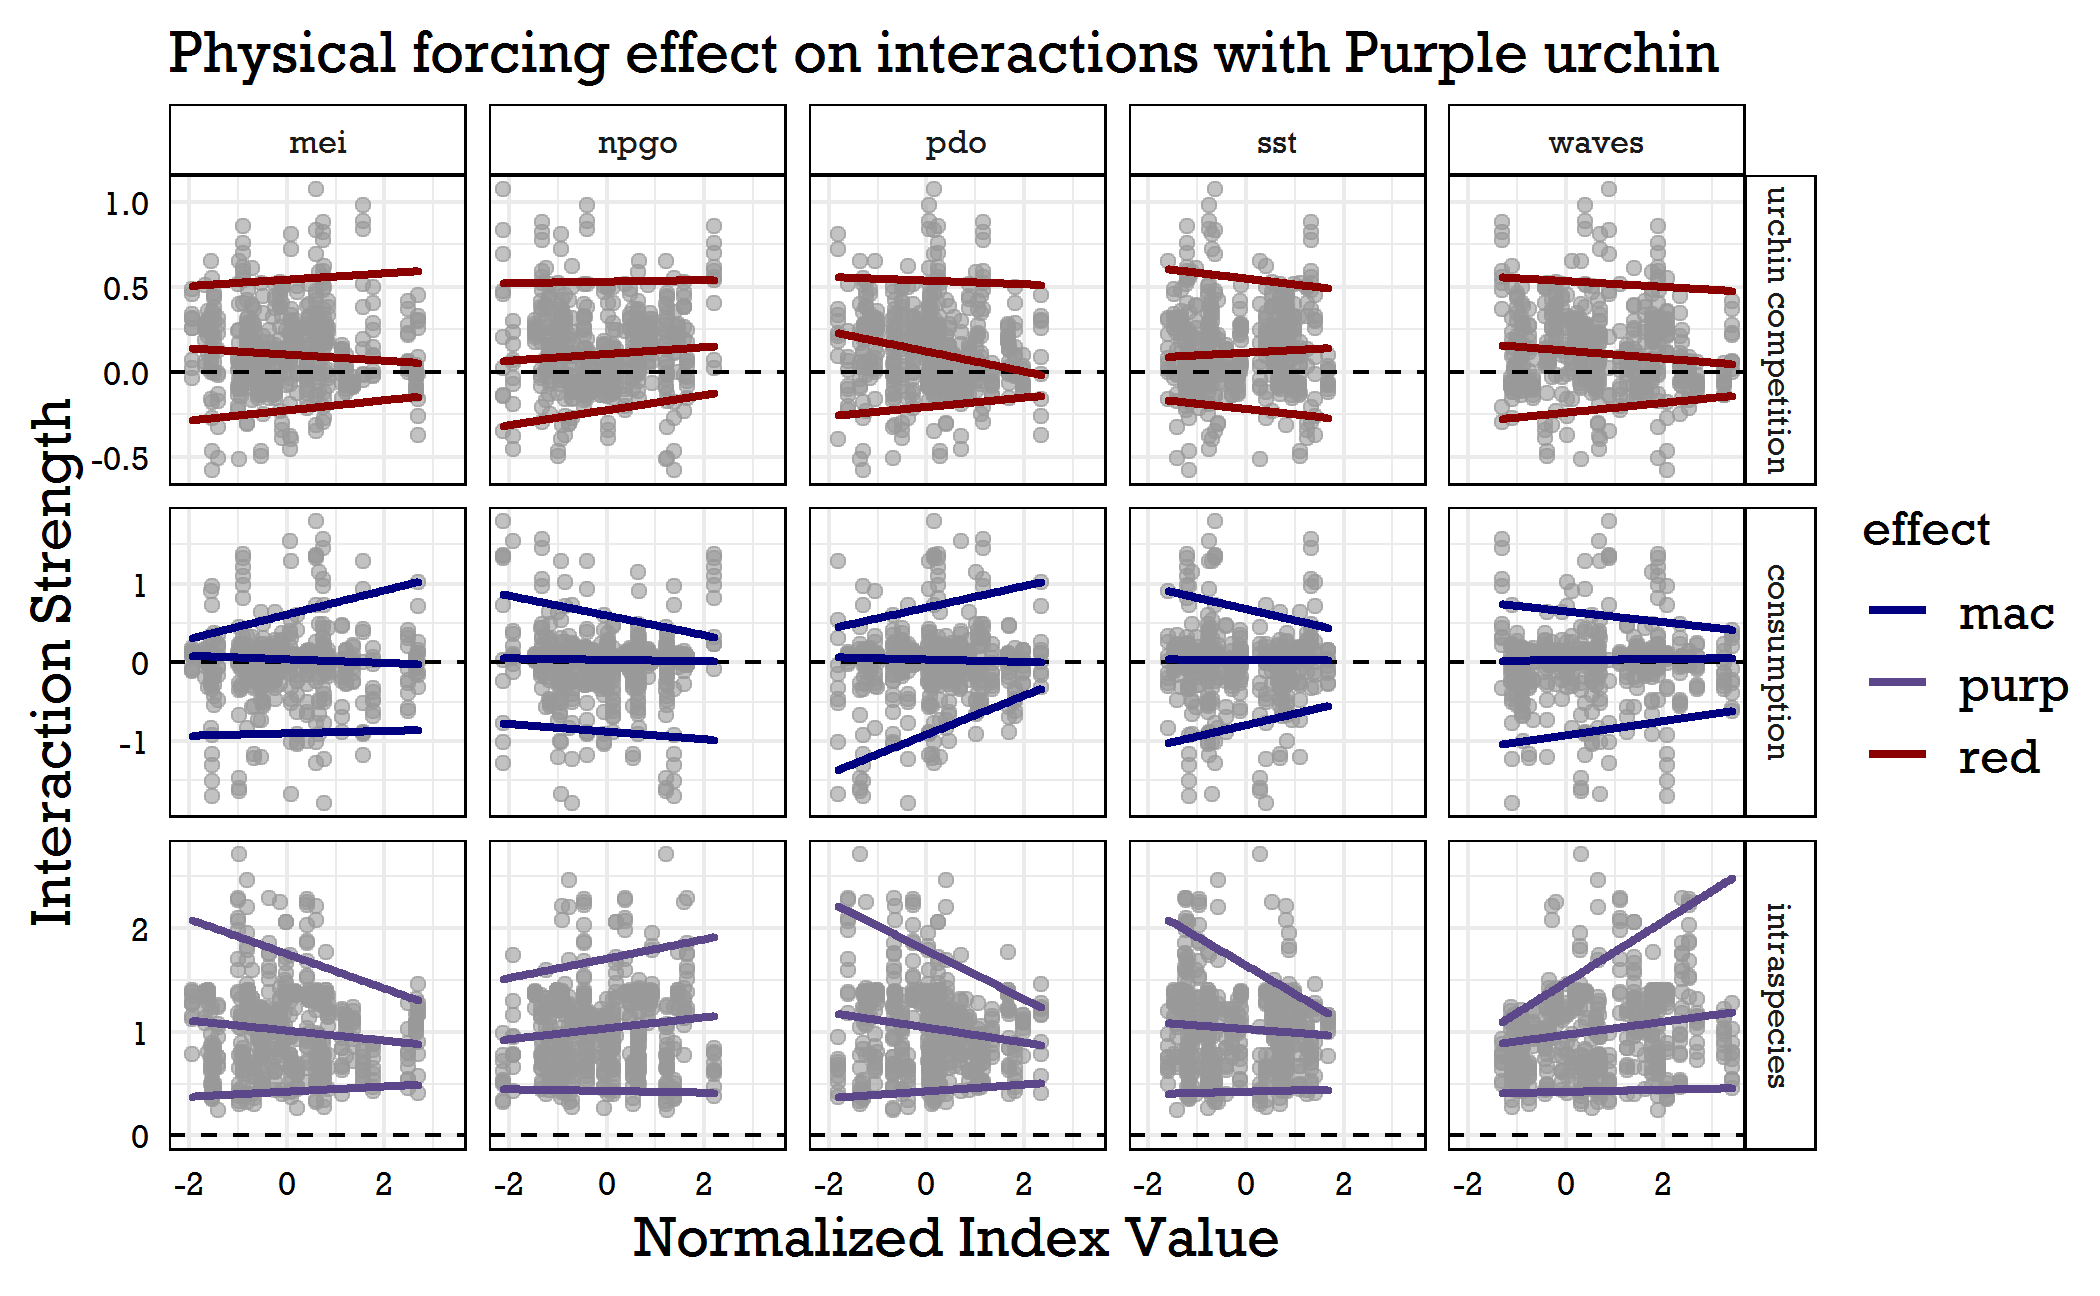 Physical forcing effect on interactions with Purple urchin
mei npgo pdo sst waves
1.0
0.5
0.0
-0.5
urchin competition
1
0
-1
consumption
2
1
0
intraspecies
-2 0 2 -2 0 2 -2 0 2 -2 0 2 -2 0 2
Normalized Index Value
Interaction Strength
effect
mac
purp
red